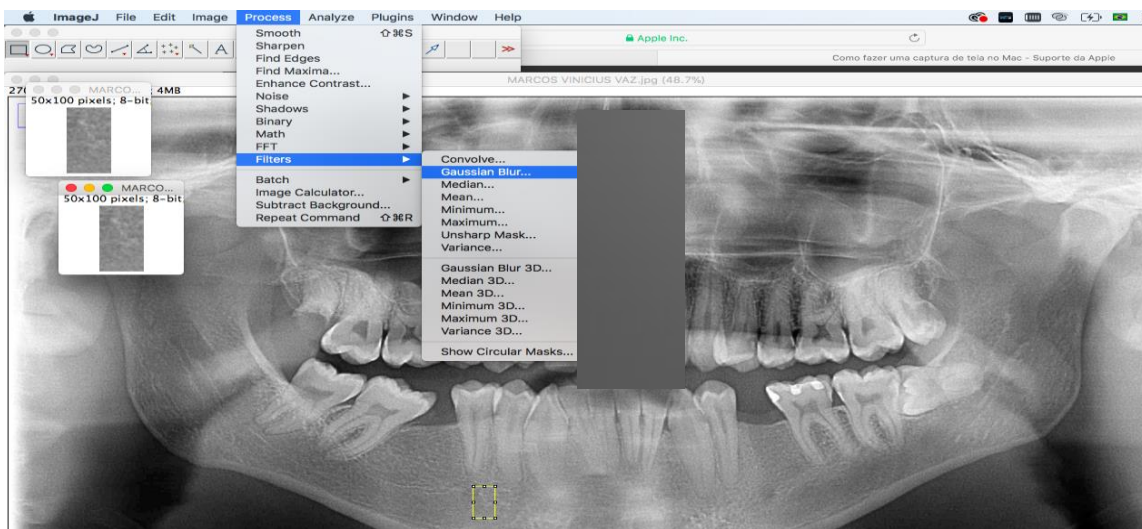 ImageJ File Edit Image Process Analyze Plugins Window Help
Apple Inc.
Como fazer uma captura de tela no Mac - Suporte da Apple
MARCOS VINICIUS VAZ.jpg (48.7%)
270
MARCO...
4MB
50x100 pixels; 8-bit
MARCO...
50x100 pixels; 8-bit
Smooth ⇧⌘S
Sharpen
Find Edges
Find Maxima...
Enhance Contrast...
Noise
Shadows
Binary
Math
FFT
Filters
Batch
Image Calculator...
Subtract Background...
Repeat Command ⇧⌘R
Convolve...
Gaussian Blur...
Median...
Mean...
Minimum...
Maximum...
Unsharp Mask...
Variance...
Gaussian Blur 3D...
Median 3D...
Mean 3D...
Minimum 3D...
Maximum 3D...
Variance 3D...
Show Circular Masks...